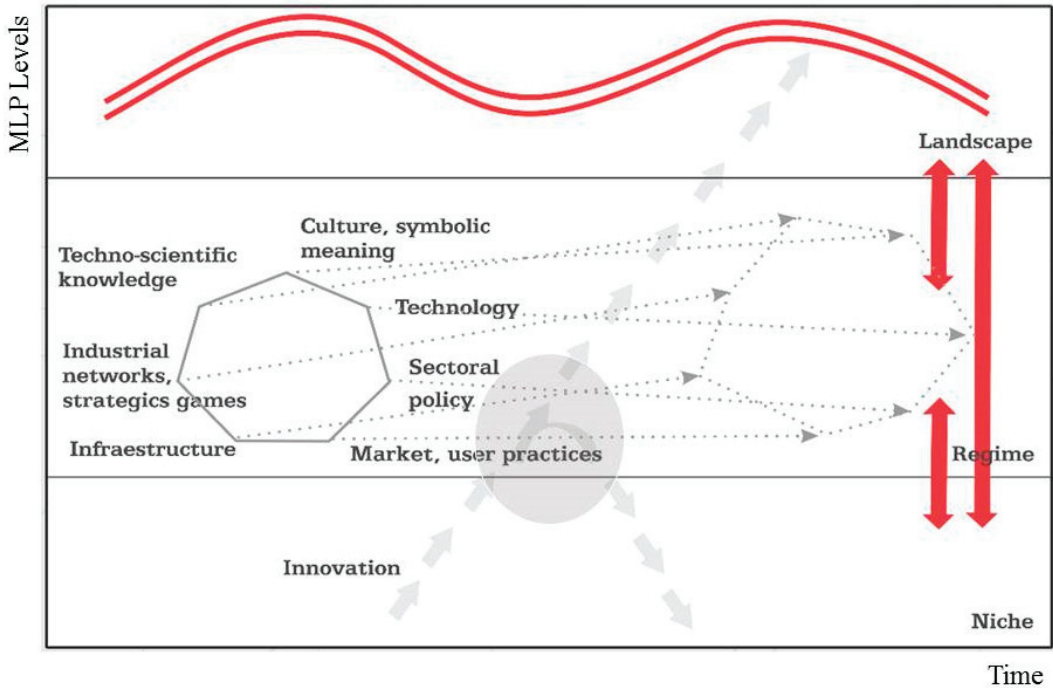 MLP Levels
Landscape
Culture, symbolic
meaning
Techno-scientific
knowledge
Technology
Industrial
networks,
strategics games
Sectoral
policy
Infraestructure
Market, user practices
Regime
Innovation
Niche
Time